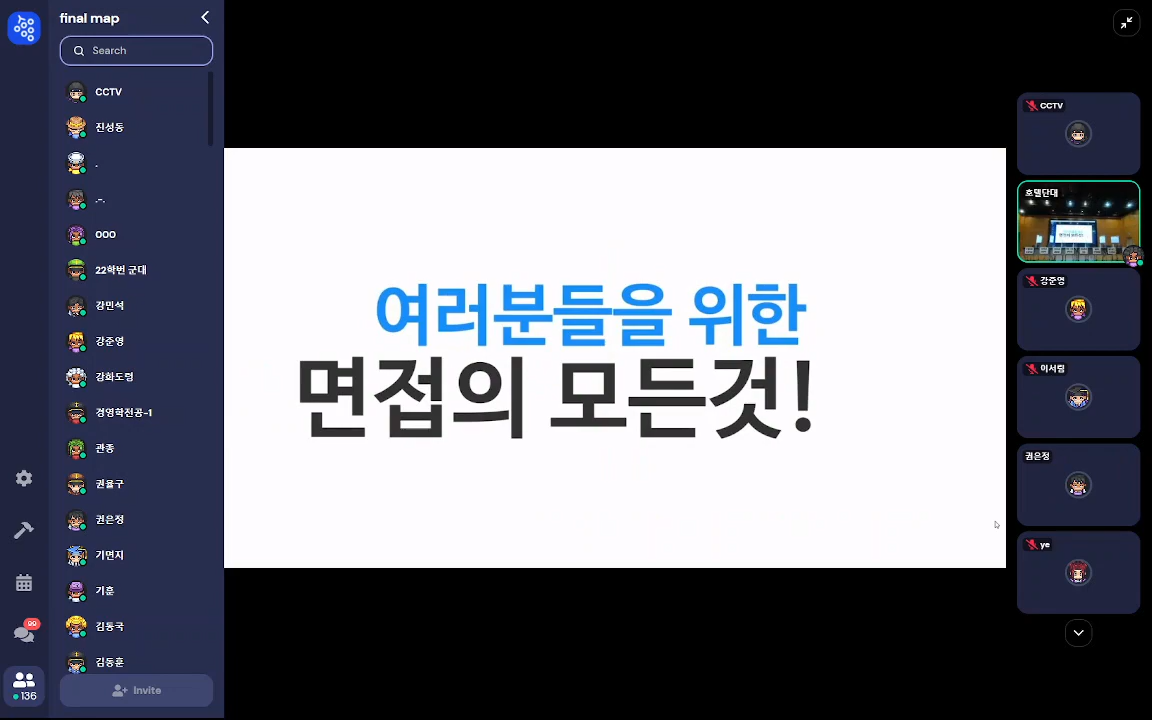 final map
Search
CCTV
진성동
.
.-.
OOO
22학번 군대
강민석
강준영
강화도령
경영학전공-1
관종
권율구
권은정
기면지
기훈
김동국
김동훈
Invite
99
136
여러분들을 위한
면접의 모든것!
CCTV
호텔단대
강준영
이서림
권은정
ye